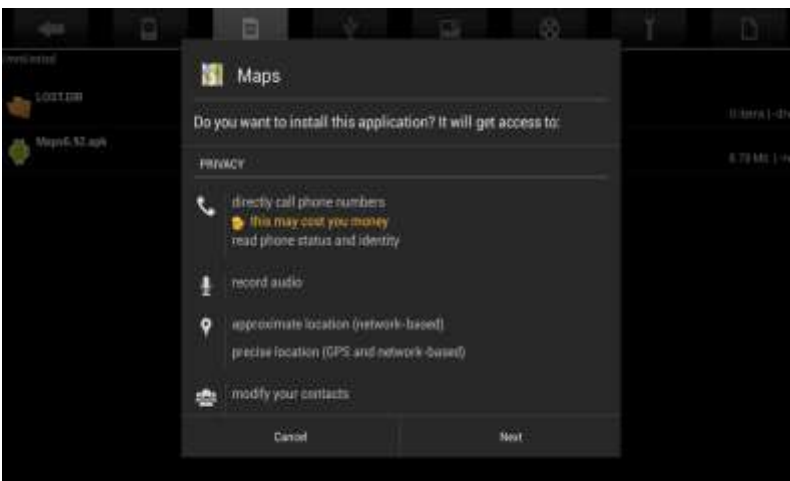 LOST.DIR
Maps6.92.apk
Maps
Do you want to install this application? It will get access to:
PRIVACY
directly call phone numbers
this may cost you money
read phone status and identity
record audio
approximate location (network-based)
precise location (GPS and network-based)
modify your contacts
Cancel
Next